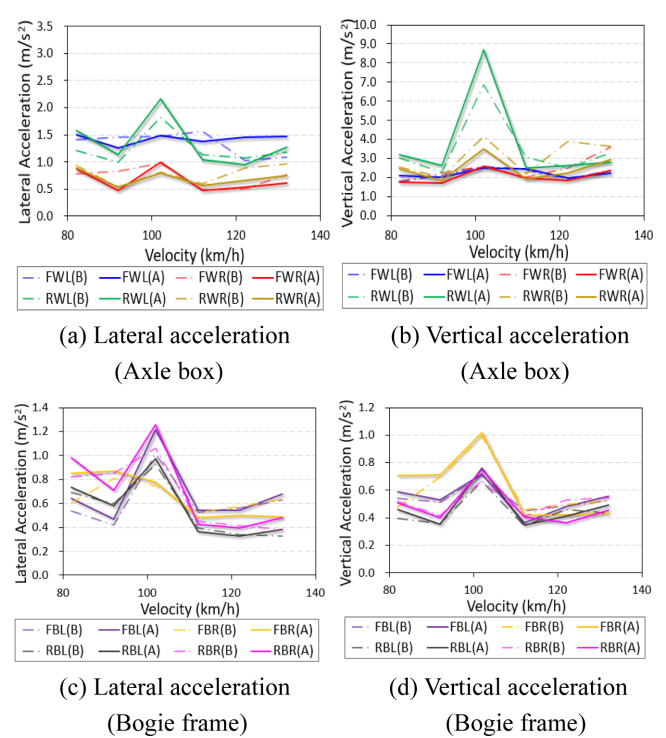 Lateral Acceleration (m/s²)
3.5
3.0
2.5
2.0
1.5
1.0
0.5
0.0
80 100 120 140
Velocity (km/h)
FWL(B) FWL(A) FWR(B) FWR(A)
RWL(B) RWL(A) RWR(B) RWR(A)
(a) Lateral acceleration
(Axle box)
Vertical Acceleration (m/s²)
10.0
9.0
8.0
7.0
6.0
5.0
4.0
3.0
2.0
1.0
0.0
80 100 120 140
Velocity (km/h)
FWL(B) FWL(A) FWR(B) FWR(A)
RWL(B) RWL(A) RWR(B) RWR(A)
(b) Vertical acceleration
(Axle box)
Lateral Acceleration (m/s²)
1.4
1.2
1.0
0.8
0.6
0.4
0.2
0.0
80 100 120 140
Velocity (km/h)
FBL(B) FBL(A) FBR(B) FBR(A)
RBL(B) RBL(A) RBR(B) RBR(A)
(c) Lateral acceleration
(Bogie frame)
Vertical Acceleration (m/s²)
1.2
1.0
0.8
0.6
0.4
0.2
0.0
80 100 120 140
Velocity (km/h)
FBL(B) FBL(A) FBR(B) FBR(A)
RBL(B) RBL(A) RBR(B) RBR(A)
(d) Vertical acceleration
(Bogie frame)